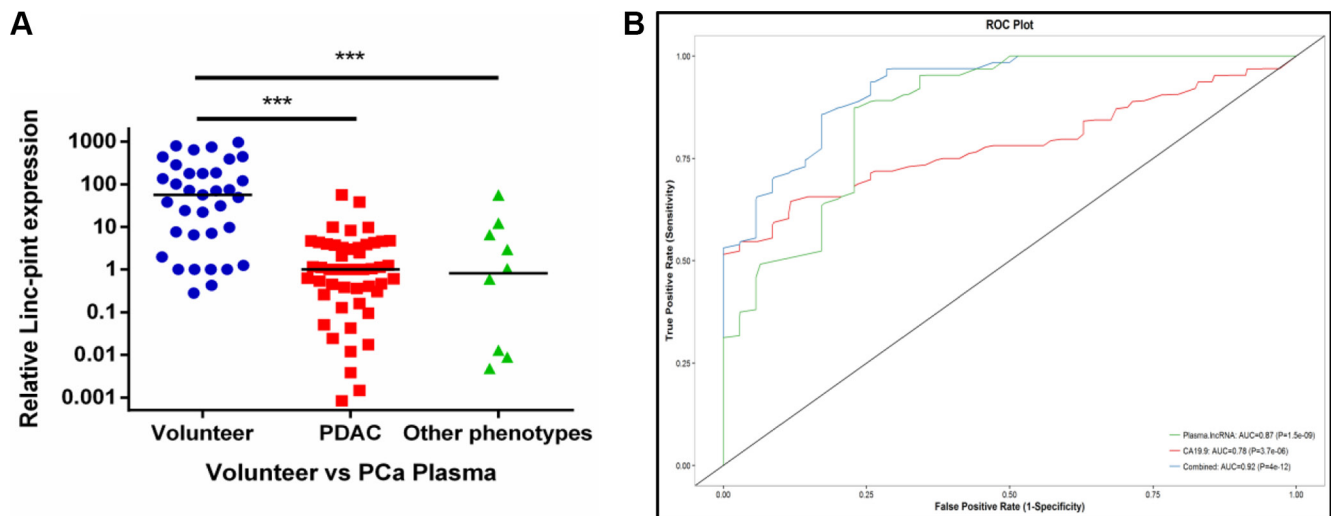 A
***
***
Relative Linc-pint expression
1000
100
10
1
0.1
0.01
0.001
Volunteer PDAC Other phenotypes
Volunteer vs PCa Plasma
B
ROC Plot
True Positive Rate (Sensitivity)
1.00
0.75
0.50
0.25
0.00
Plasma.lncRNA: AUC=0.87 (P=1.5e-09)
CA19.9: AUC=0.78 (P=3.7e-06)
Combined: AUC=0.92 (P=4e-12)
0.00 0.25 0.50 0.75 1.00
False Positive Rate (1-Specificity)